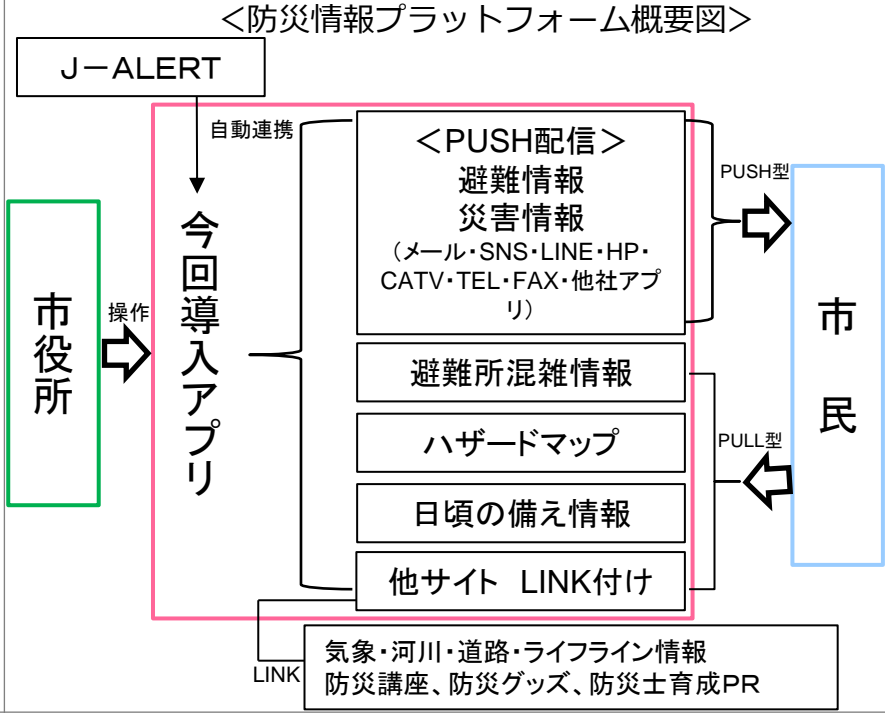 ＜防災情報プラットフォーム概要図＞
Ｊ－ALERT
自動連携
＜PUSH配信＞
避難情報
災害情報
（メール・SNS・LINE・HP・
CATV・TEL・FAX・他社アプ
リ）
PUSH型
今回導入アプリ
市役所
操作
市民
避難所混雑情報
ハザードマップ
PULL型
日頃の備え情報
他サイト　LINK付け
LINK
気象・河川・道路・ライフライン情報
防災講座、防災グッズ、防災士育成ＰＲ